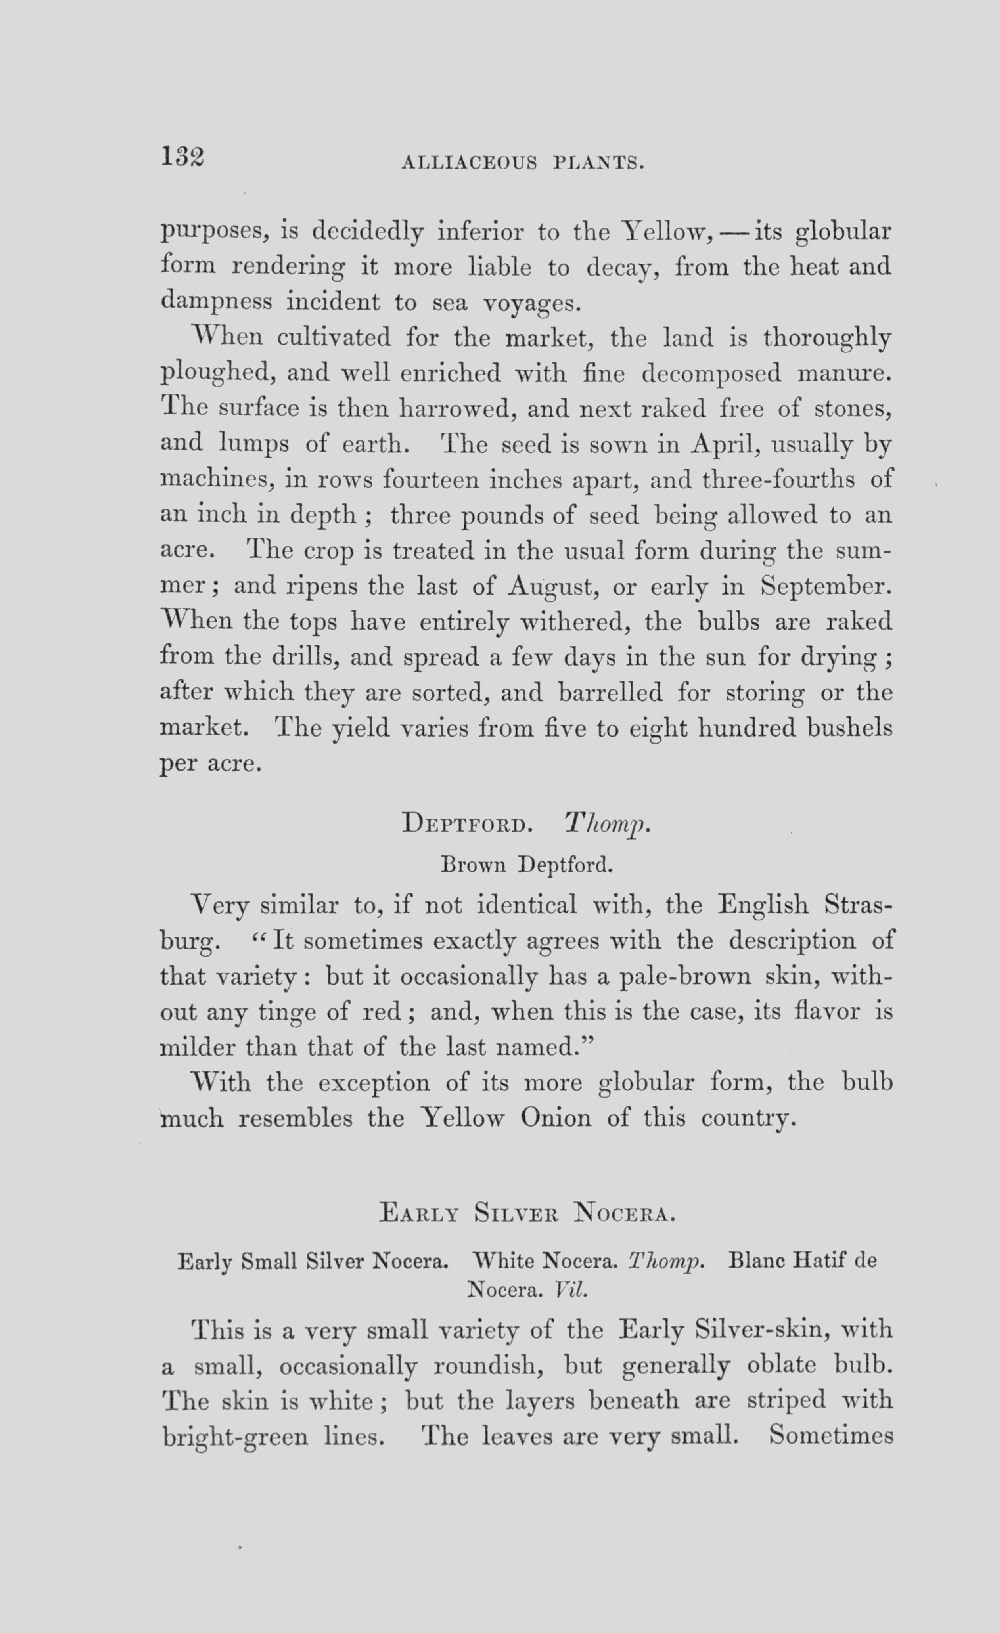 132
ALLIACEOUS PLANTS.
purposes, is decidedly inferior to the Yellow, — its globular
form rendering it more liable to decay, from the heat and
dampness incident to sea voyages.
When cultivated for the market, the land is thoroughly
ploughed, and well enriched with fine decomposed manure.
The surface is then harrowed, and next raked free of stones,
and lumps of earth. The seed is sown in April, usually by
machines, in rows fourteen inches apart, and three-fourths of
an inch in depth ; three pounds of seed being allowed to an
acre. The crop is treated in the usual form during the sum-
mer ; and ripens the last of August, or early in September.
When the tops have entirely withered, the bulbs are raked
from the drills, and spread a few days in the sun for drying ;
after which they are sorted, and barrelled for storing or the
market. The yield varies from five to eight hundred bushels
per acre.
DEPTFORD. Thomp.
Brown Deptford.
Very similar to, if not identical with, the English Stras-
burg. “ It sometimes exactly agrees with the description of
that variety : but it occasionally has a pale-brown skin, with-
out any tinge of red ; and, when this is the case, its flavor is
milder than that of the last named.”
With the exception of its more globular form, the bulb
much resembles the Yellow Onion of this country.
EARLY SILVER NOCERA.
Early Small Silver Nocera. White Nocera. Thomp. Blanc Hatif de
Nocera. Vil.
This is a very small variety of the Early Silver-skin, with
a small, occasionally roundish, but generally oblate bulb.
The skin is white ; but the layers beneath are striped with
bright-green lines. The leaves are very small. Sometimes